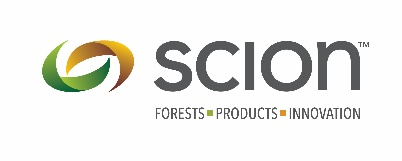 scion™
FORESTS ▪ PRODUCTS ▪ INNOVATION